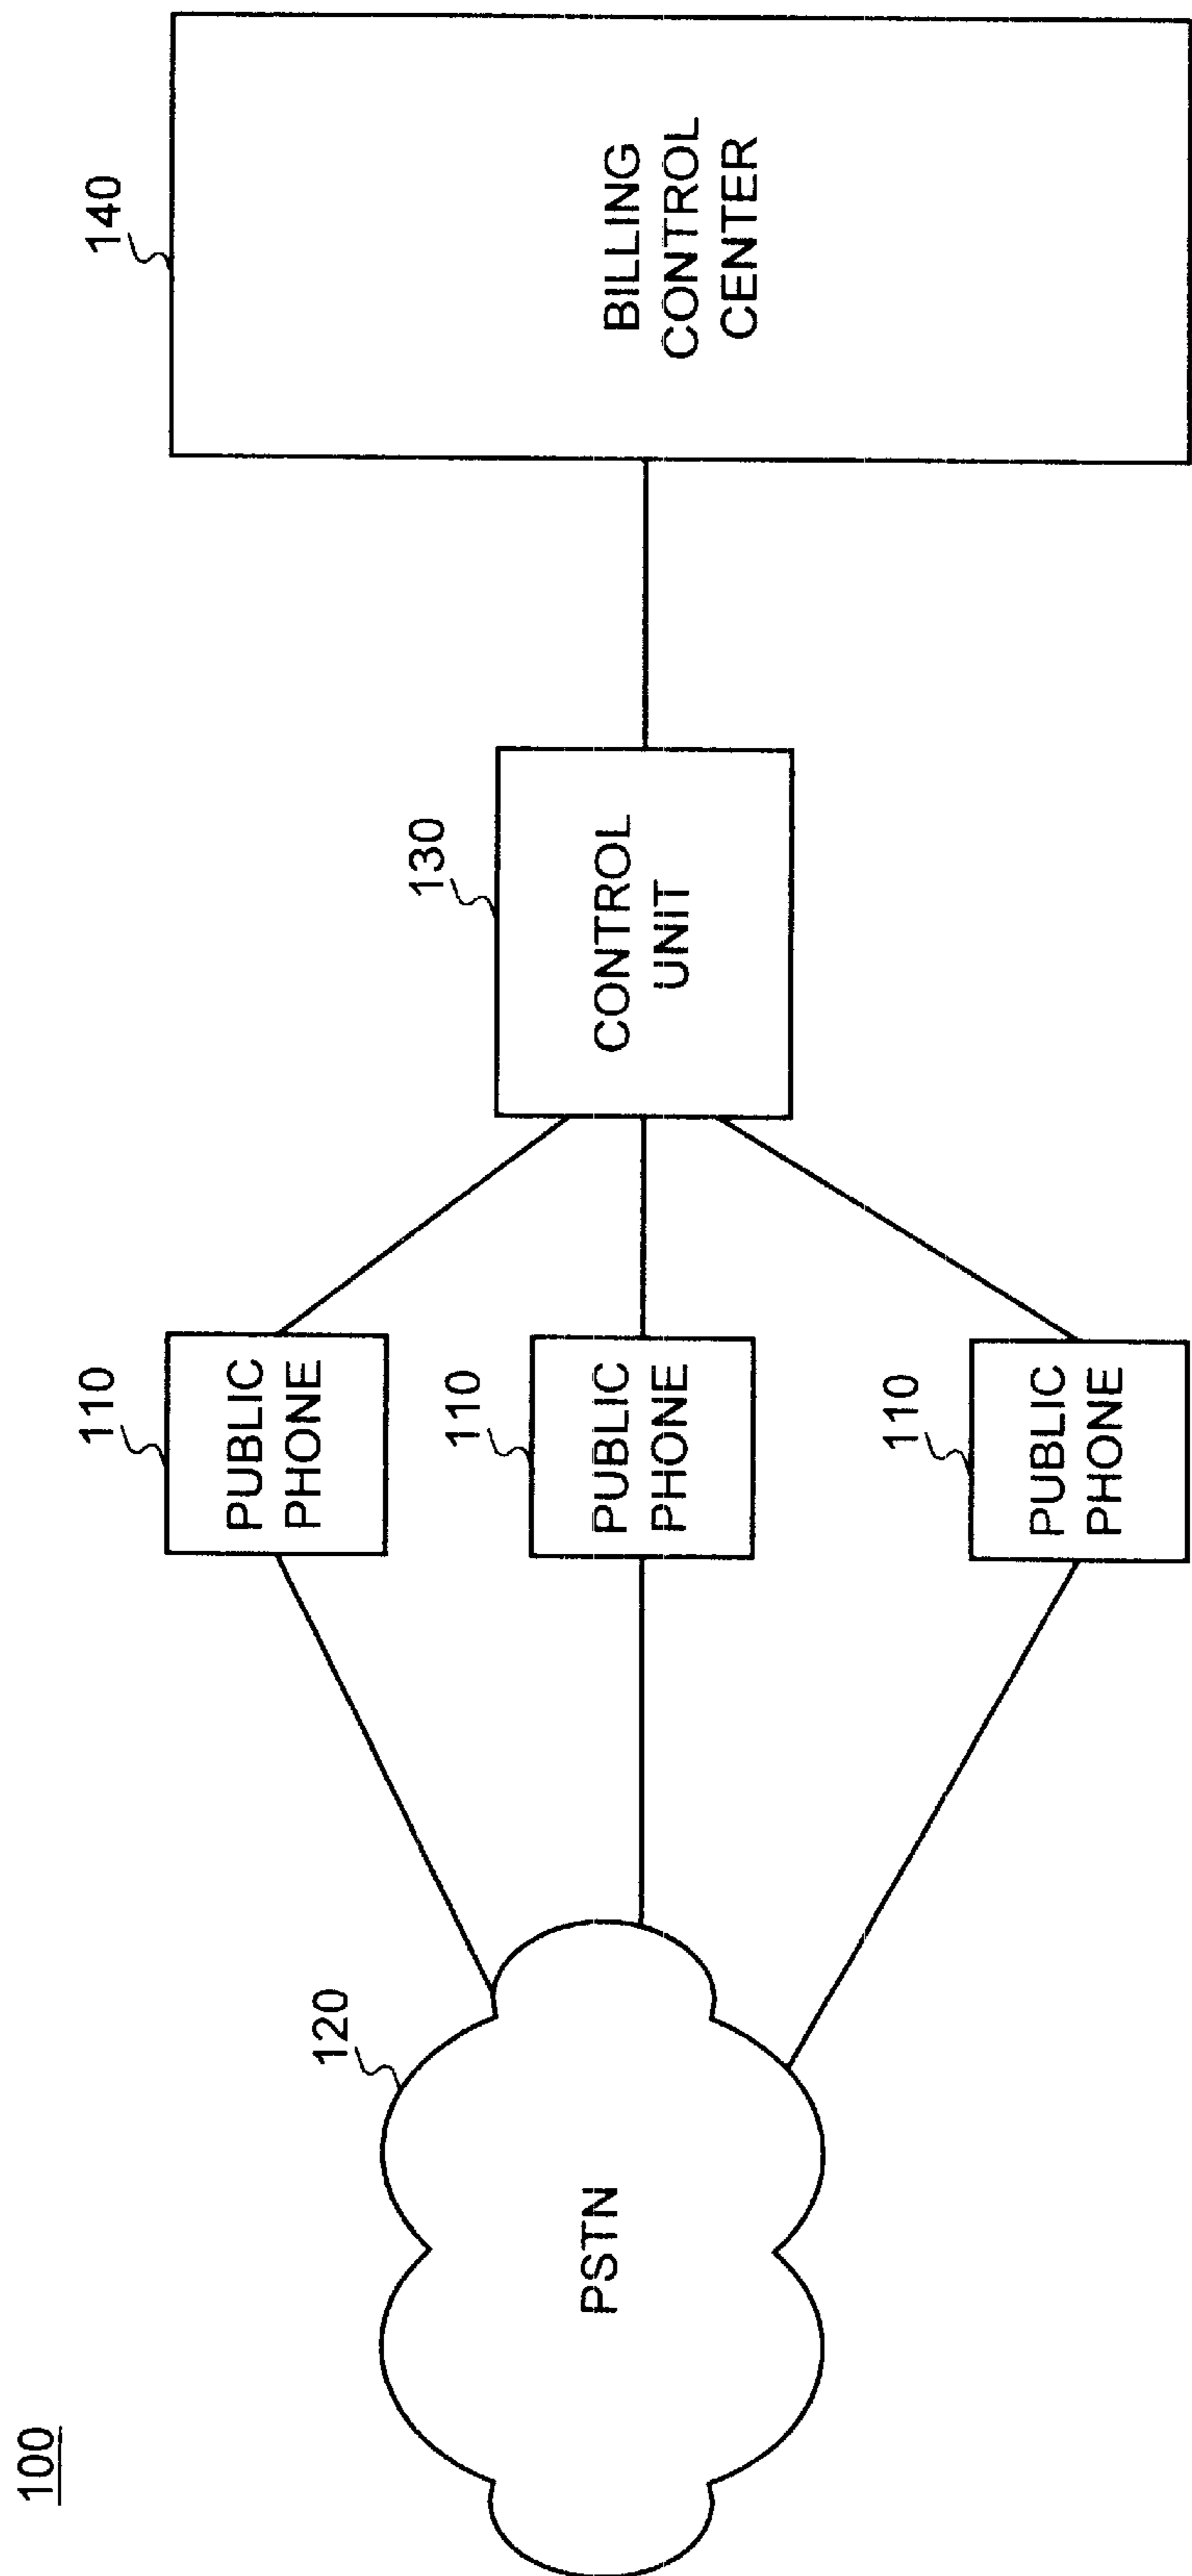 100
120
PSTN
110
PUBLIC
PHONE
110
PUBLIC
PHONE
110
PUBLIC
PHONE
130
CONTROL
UNIT
140
BILLING
CONTROL
CENTER